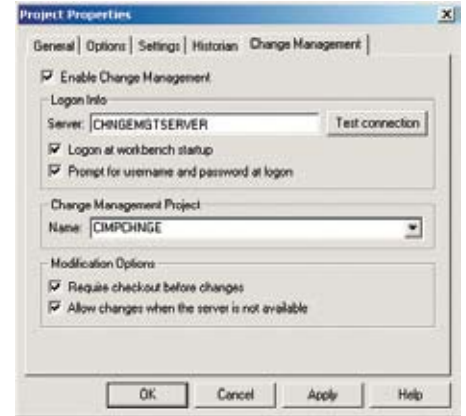 Project Properties
General Options Settings Historian Change Management
Enable Change Management
Logon Info
Server: CHNGEMGTSERVER Test connection
Logon at workbench startup
Prompt for username and password at logon
Change Management Project
Name: CIMPCHNGE
Modification Options
Require checkout before changes
Allow changes when the server is not available
OK Cancel Apply Help